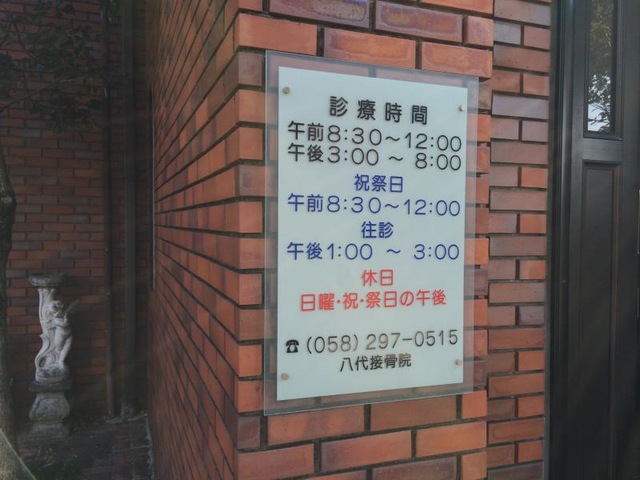 診療時間
午前8:30～12:00
午後3:00 ～ 8:00
祝祭日
午前8:30～12:00
往診
午後1:00 ～ 3:00
休日
日曜・祝・祭日の午後
☎(058) 297-0515
八代接骨院